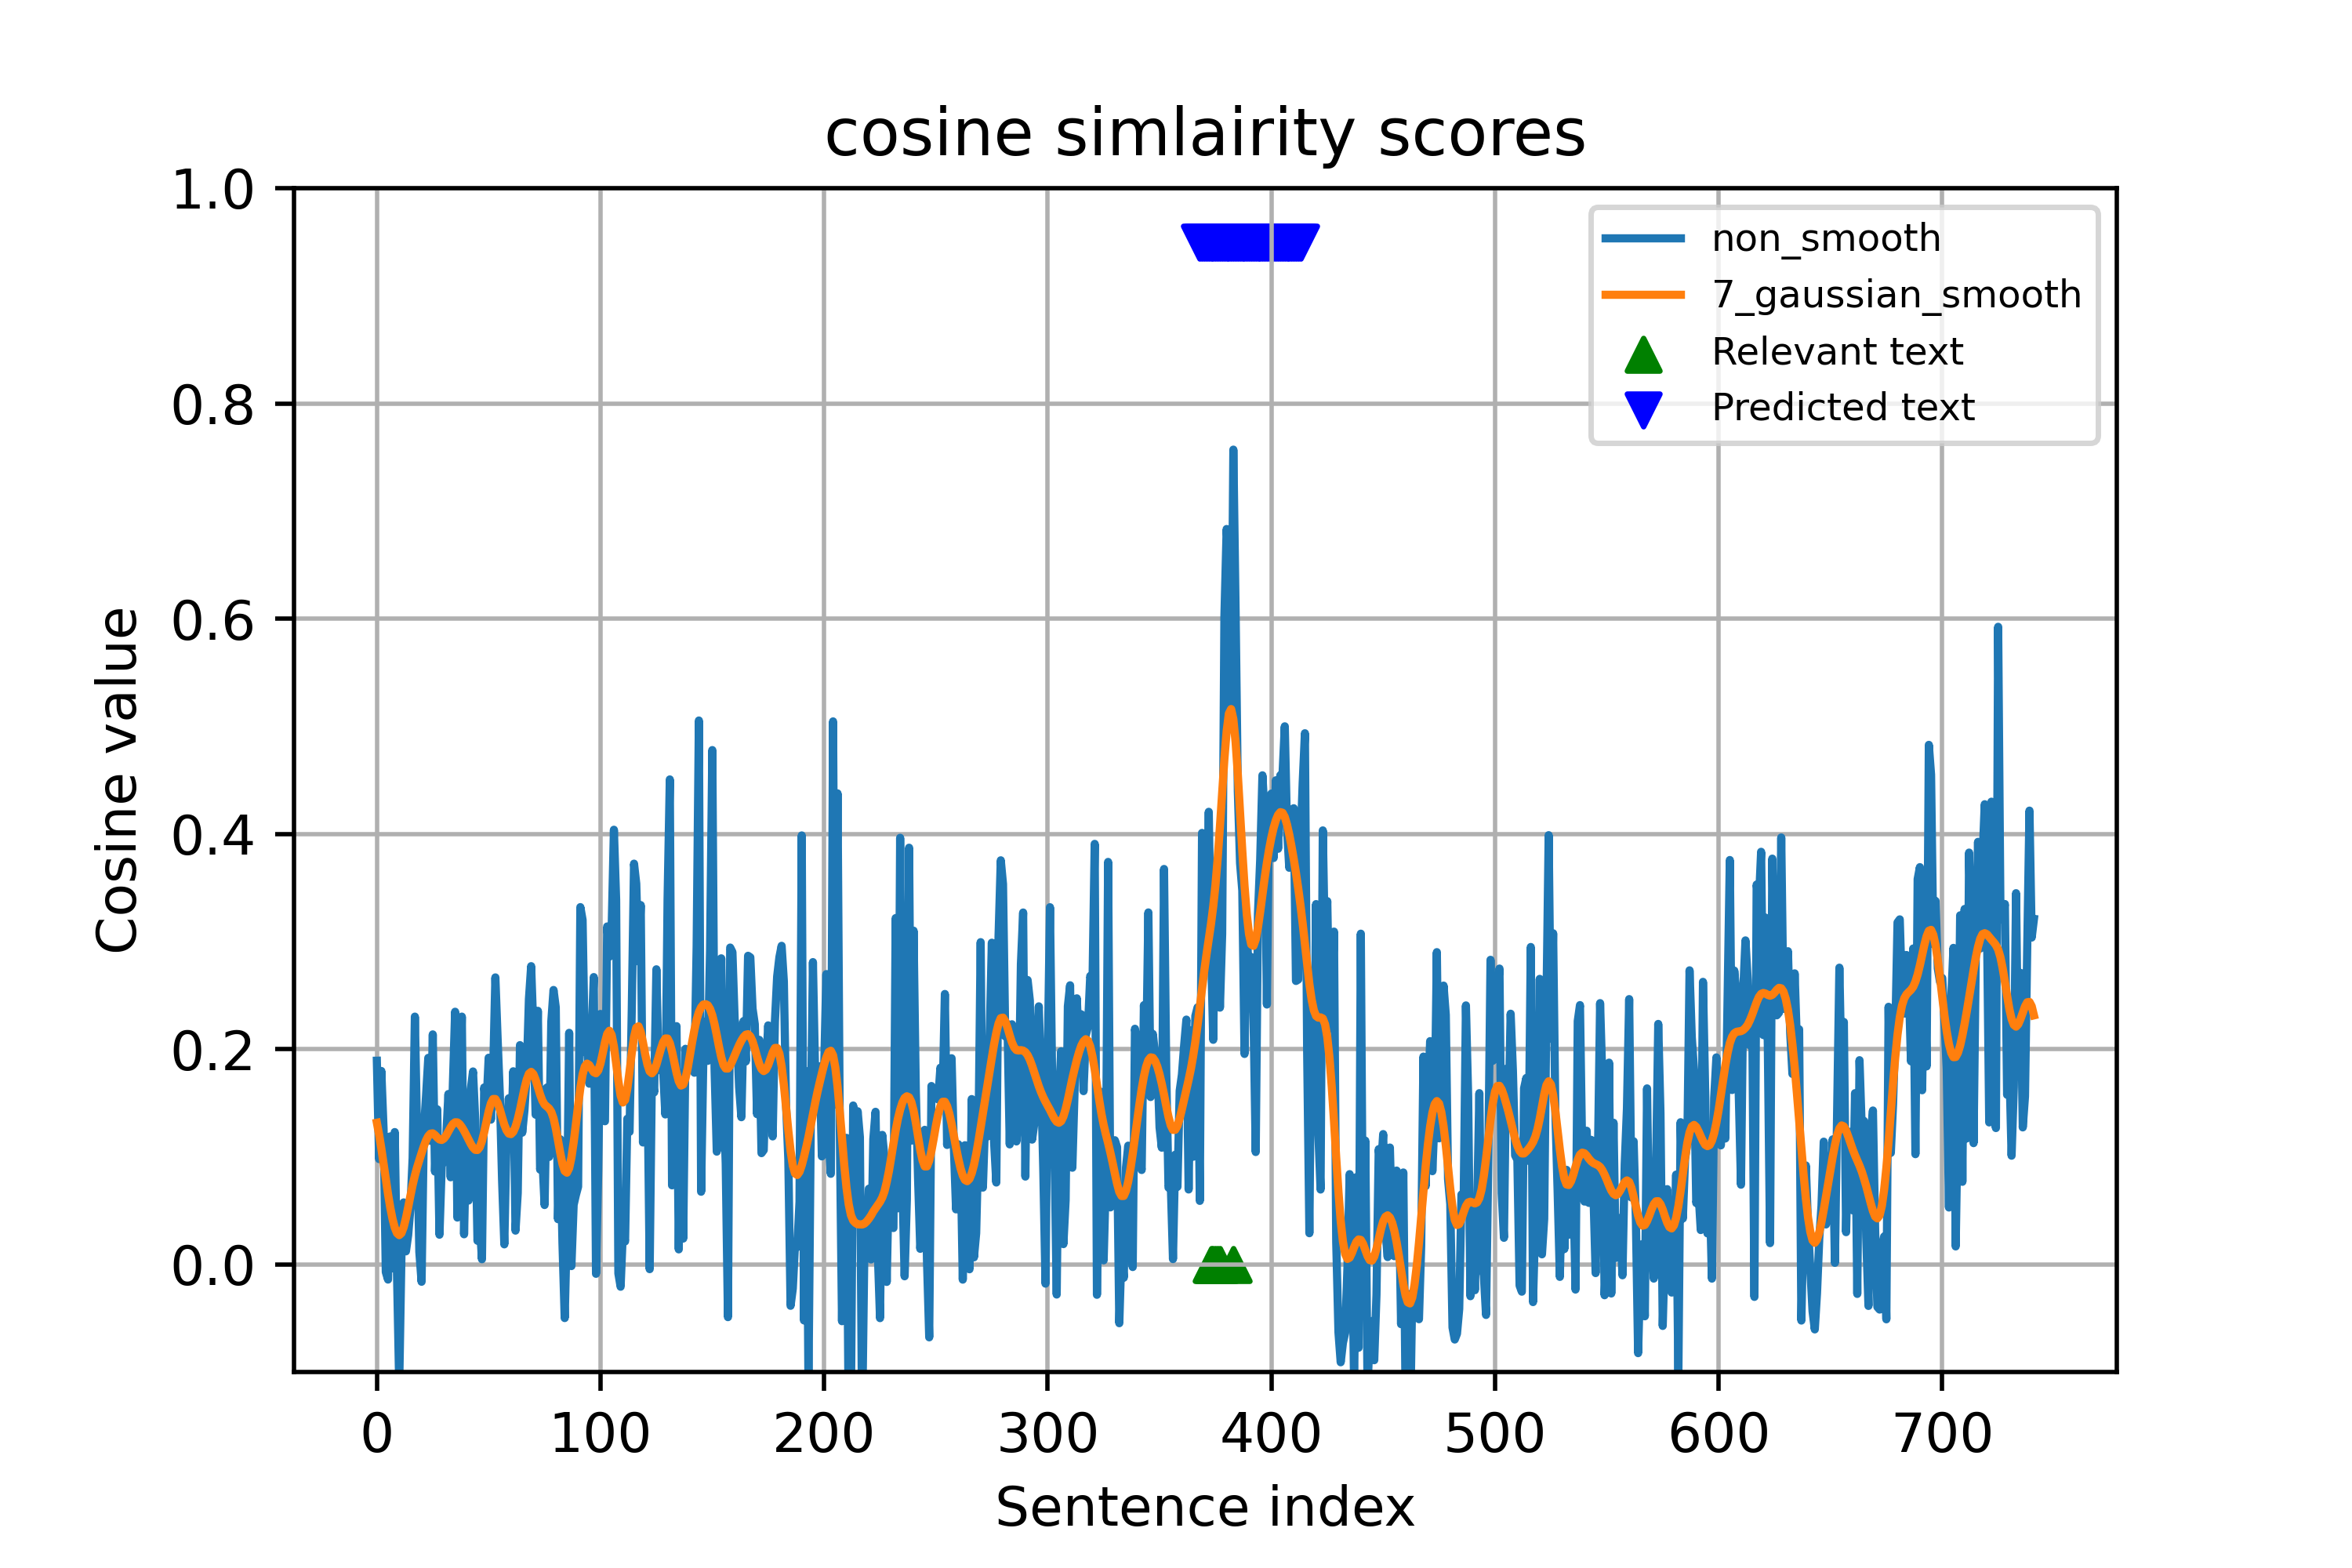 cosine simlairity scores
1.0
0.8
0.6
0.4
0.2
0.0
Cosine value
non_smooth
7_gaussian_smooth
Relevant text
Predicted text
0 100 200 300 400 500 600 700
Sentence index